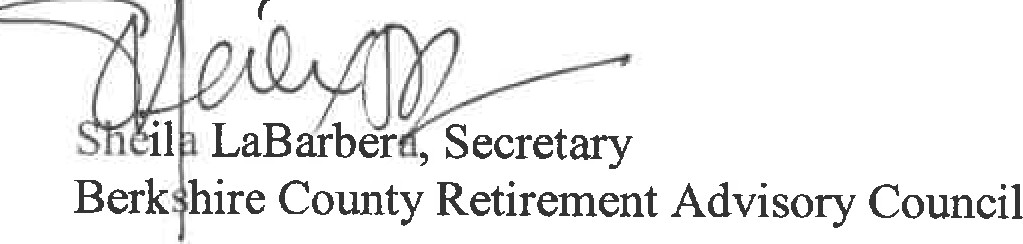 Sheila LaBarbera, Secretary
Berkshire County Retirement Advisory Council